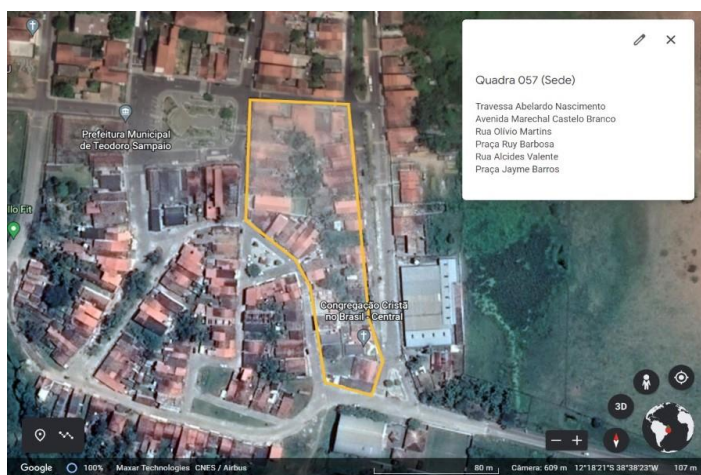 Quadra 057 (Sede)
Travessa Abelardo Nascimento
Avenida Marechal Castelo Branco
Rua Olívio Martins
Praça Ruy Barbosa
Rua Alcides Valente
Praça Jayme Barros
Prefeitura Municipal
de Teodoro Sampaio
llo Fit
Congregação Cristã
no Brasil - Central
3D
Google
100%
Maxar Technologies CNES / Airbus
80 m
Câmera: 609 m 12°18'21"S 38°38'23"W 107 m